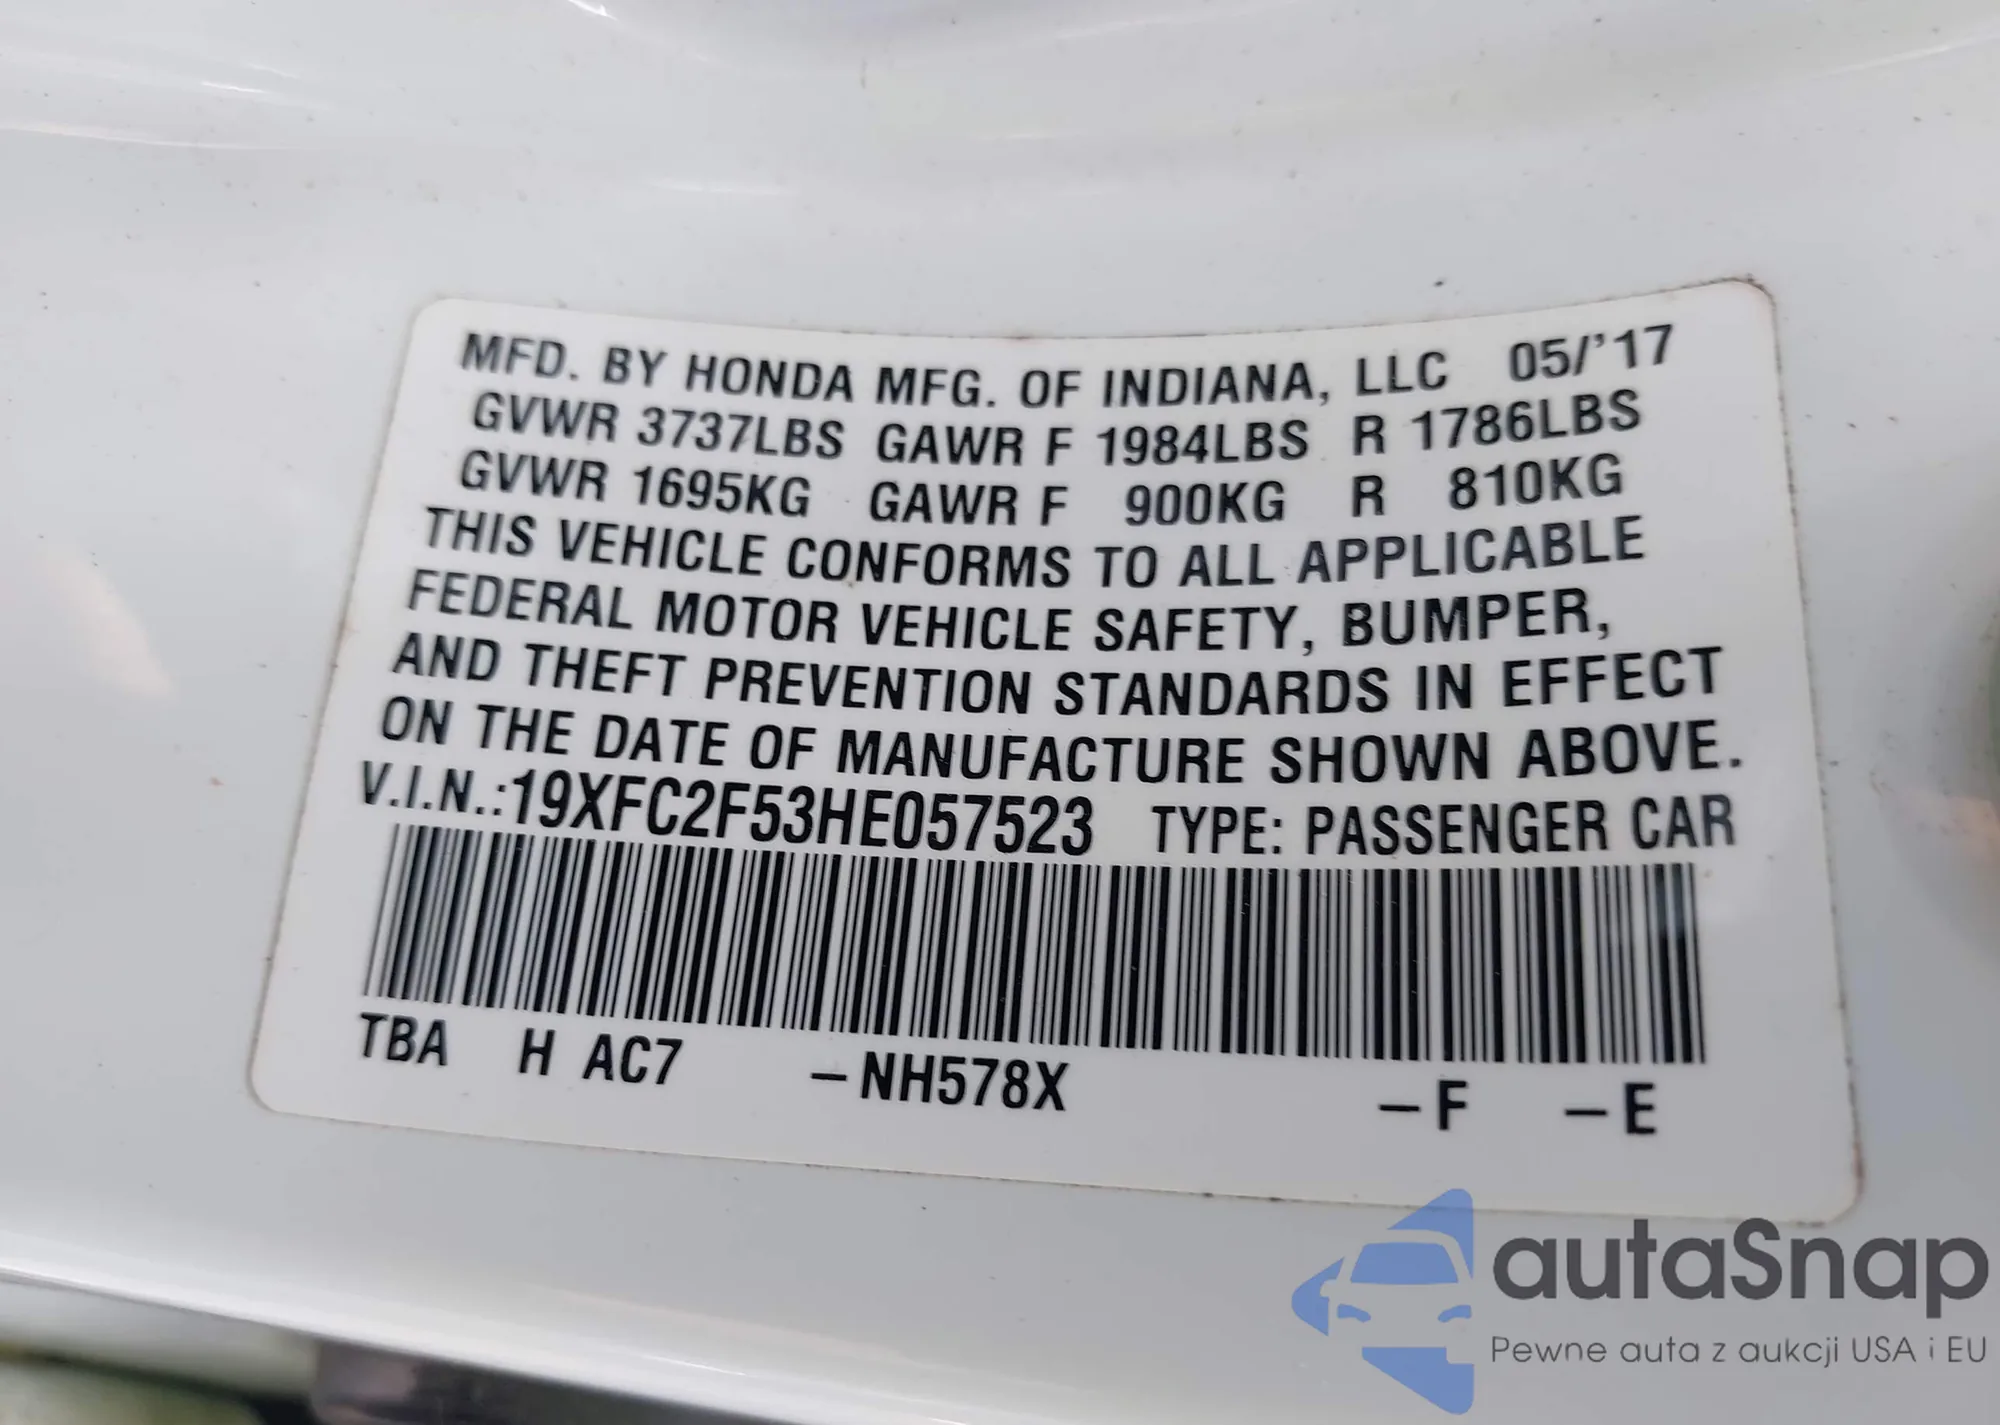 MFD. BY HONDA MFG. OF INDIANA, LLC 05/'17
GVWR 3737LBS GAWR F 1984LBS R 1786LBS
GVWR 1695KG GAWR F 900KG R 810KG
THIS VEHICLE CONFORMS TO ALL APPLICABLE
FEDERAL MOTOR VEHICLE SAFETY, BUMPER,
AND THEFT PREVENTION STANDARDS IN EFFECT
ON THE DATE OF MANUFACTURE SHOWN ABOVE.
V.I.N.:19XFC2F53HE057523 TYPE: PASSENGER CAR
TBA H AC7 –NH578X –F –E
autaSnap
Pewne auta z aukcji USA i EU